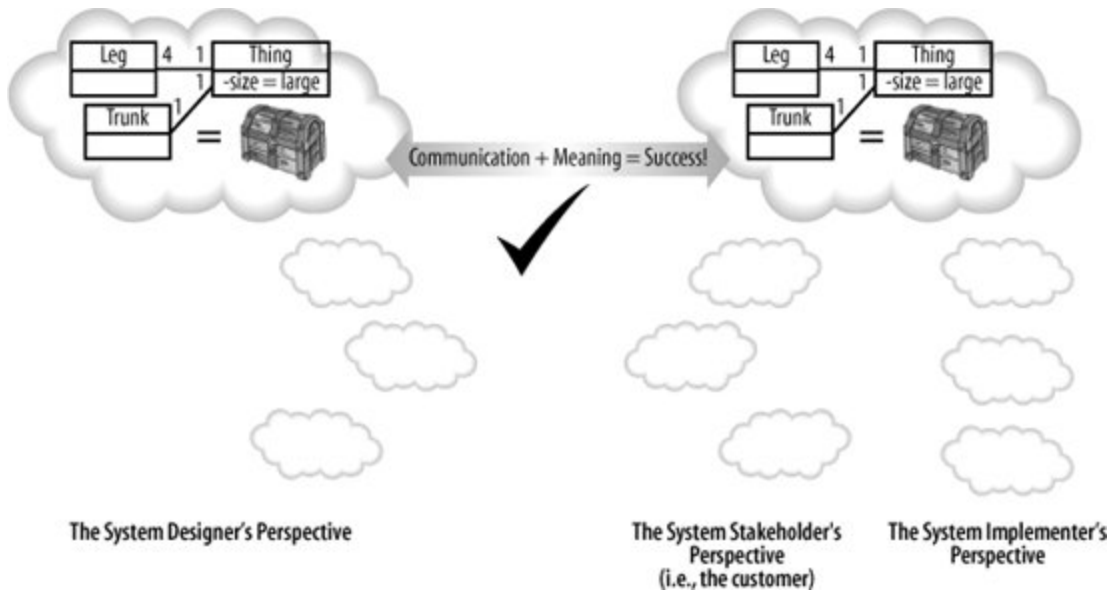 Leg 4 1 Thing
1 -size = large
1
Trunk
=
Leg 4 1 Thing
1 -size = large
1
Trunk
=
Communication + Meaning = Success!
The System Designer's Perspective
The System Stakeholder's
Perspective
(i.e., the customer)
The System Implementer's
Perspective